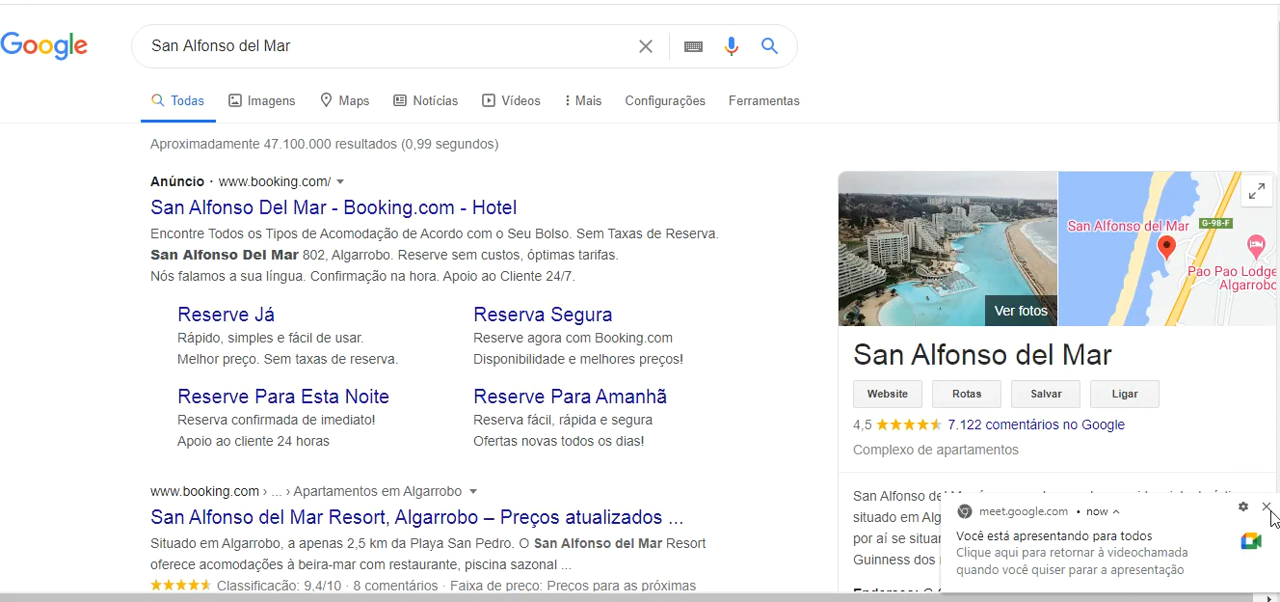 Google
San Alfonso del Mar
Todas Imagens Maps Notícias Vídeos Mais Configurações Ferramentas
Aproximadamente 47.100.000 resultados (0,99 segundos)
Anúncio · www.booking.com/
San Alfonso Del Mar - Booking.com - Hotel
Encontre Todos os Tipos de Acomodação de Acordo com o Seu Bolso. Sem Taxas de Reserva.
San Alfonso Del Mar 802, Algarrobo. Reserve sem custos, óptimas tarifas.
Nós falamos a sua língua. Confirmação na hora. Apoio ao Cliente 24/7.
Reserve Já
Rápido, simples e fácil de usar.
Melhor preço. Sem taxas de reserva.
Reserva Segura
Reserve agora com Booking.com
Disponibilidade e melhores preços!
Reserve Para Esta Noite
Reserva confirmada de imediato!
Apoio ao cliente 24 horas
Reserve Para Amanhã
Reserva fácil, rápida e segura
Ofertas novas todos os dias!
www.booking.com › ... › Apartamentos em Algarrobo
San Alfonso del Mar Resort, Algarrobo – Preços atualizados ...
Situado em Algarrobo, a apenas 2,5 km da Playa San Pedro. O San Alfonso del Mar Resort
oferece acomodações à beira-mar com restaurante, piscina sazonal ...
Classificação: 9,4/10 · 8 comentários · Faixa de preço: Preços para as próximas
Ver fotos
San Alfonso del Mar
G-98-F
Pao Pao Lodge
Algarrobo
San Alfonso del Mar
Website Rotas Salvar Ligar
4,5 7.122 comentários no Google
Complexo de apartamentos
San Alfonso de
situado em Alg
por aí se situar
Guinness dos
meet.google.com • now
Você está apresentando para todos
Clique aqui para retornar à videochamada
quando você quiser parar a apresentação